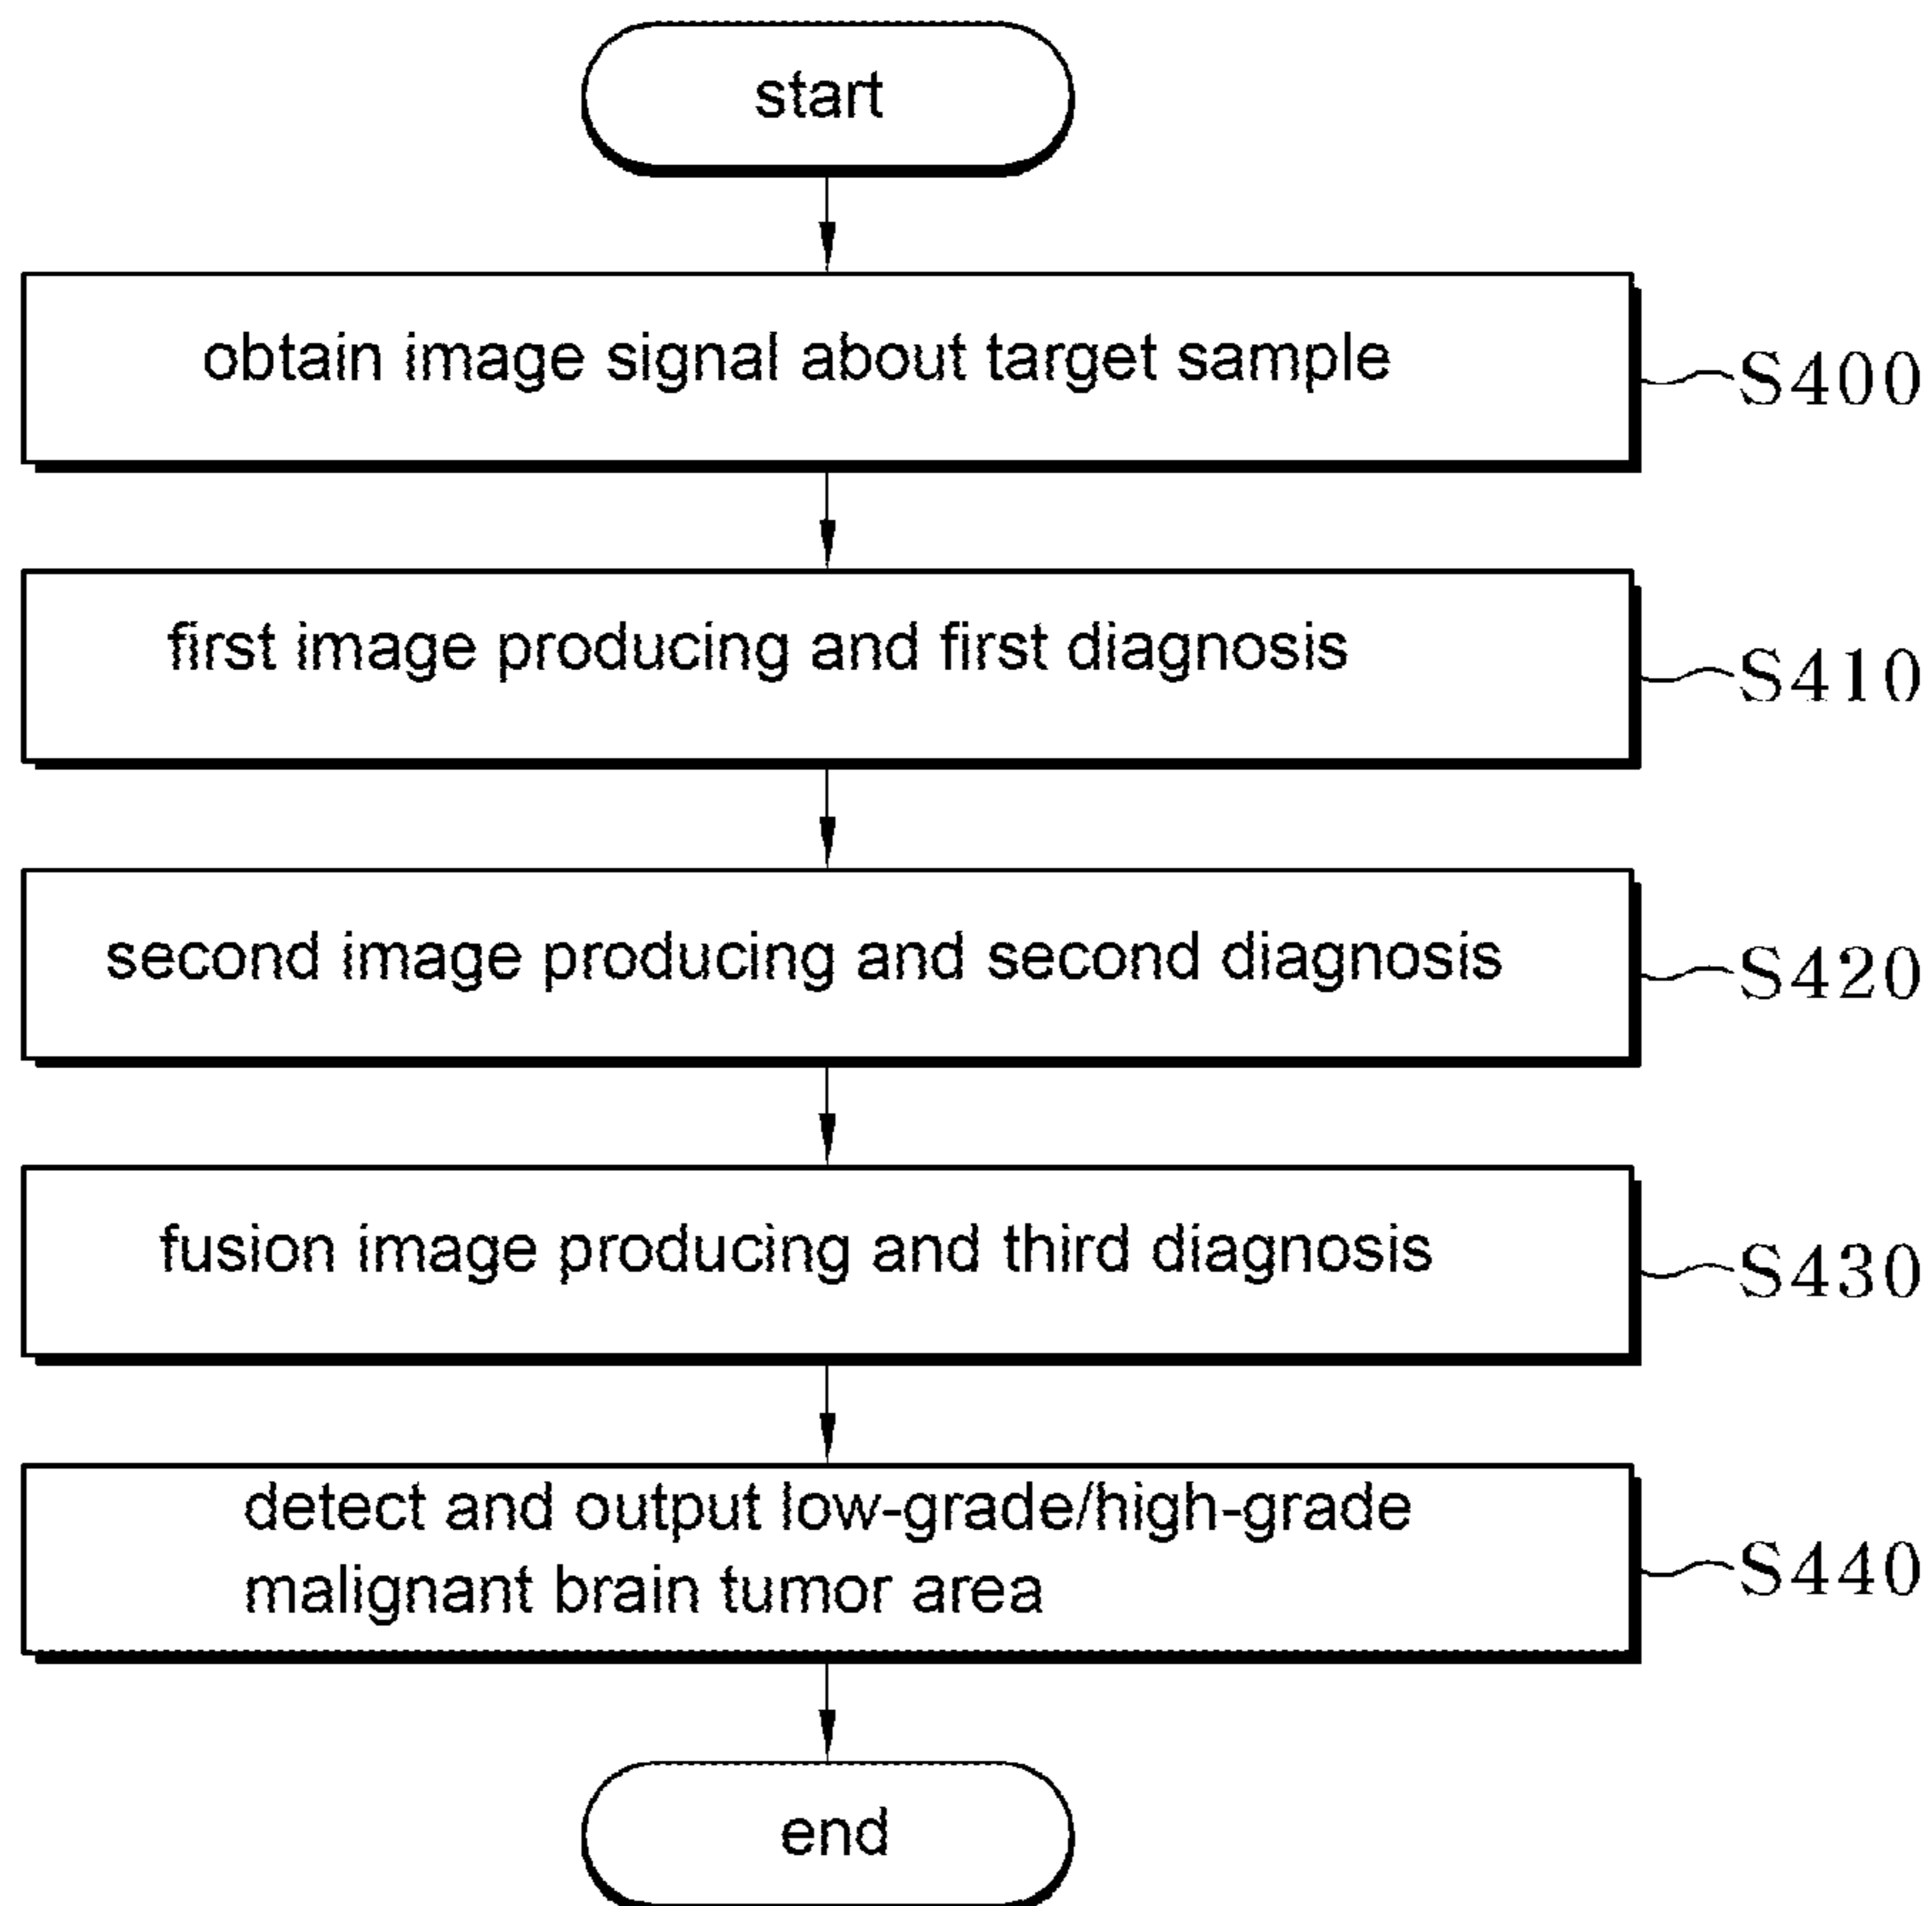 start
obtain image signal about target sample
S400
first image producing and first diagnosis
S410
second image producing and second diagnosis
S420
fusion image producing and third diagnosis
S430
detect and output low-grade/high-grade
malignant brain tumor area
S440
end